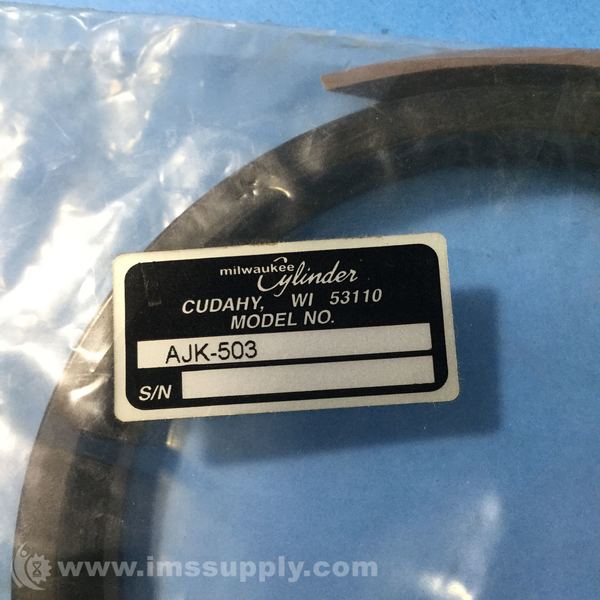 milwaukee
Cylinder
CUDAHY, WI 53110
MODEL NO.
AJK-503
S/N
www.imssupply.com